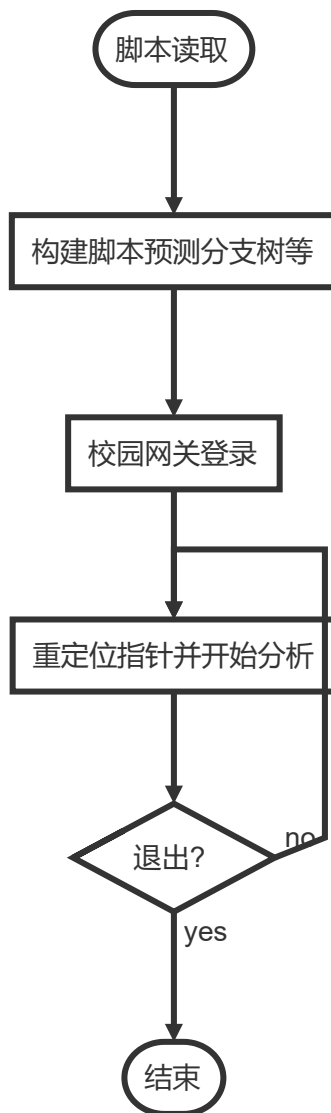 脚本读取
构建脚本预测分支树等
校园网关登录
重定位指针并开始分析
退出?
no
yes
结束